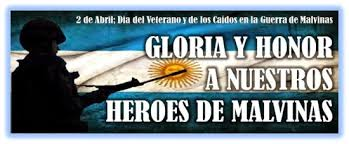 2 de Abril; Día del Veterano y de los Caidos en la Guerra de Malvinas
GLORIA Y HONOR
A NUESTROS
HEROES DE MALVINAS